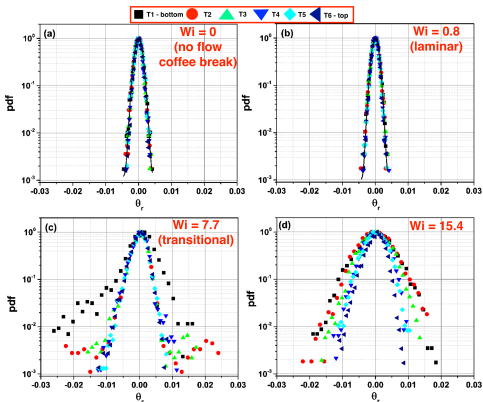 T1 - bottom T2 T3 T4 T5 T6 - top
(a) Wi = 0
(no flow
coffee break)
pdf
10⁰
10⁻¹
10⁻²
10⁻³
-0.03 -0.02 -0.01 0.00 0.01 0.02 0.03
θr
(b) Wi = 0.8
(laminar)
pdf
10⁰
10⁻¹
10⁻²
10⁻³
-0.03 -0.02 -0.01 0.00 0.01 0.02 0.03
θr
(c) Wi = 7.7
(transitional)
pdf
10⁰
10⁻¹
10⁻²
10⁻³
-0.03 -0.02 -0.01 0.00 0.01 0.02 0.03
θr
(d) Wi = 15.4
pdf
10⁰
10⁻¹
10⁻²
10⁻³
-0.03 -0.02 -0.01 0.00 0.01 0.02 0.03
θr